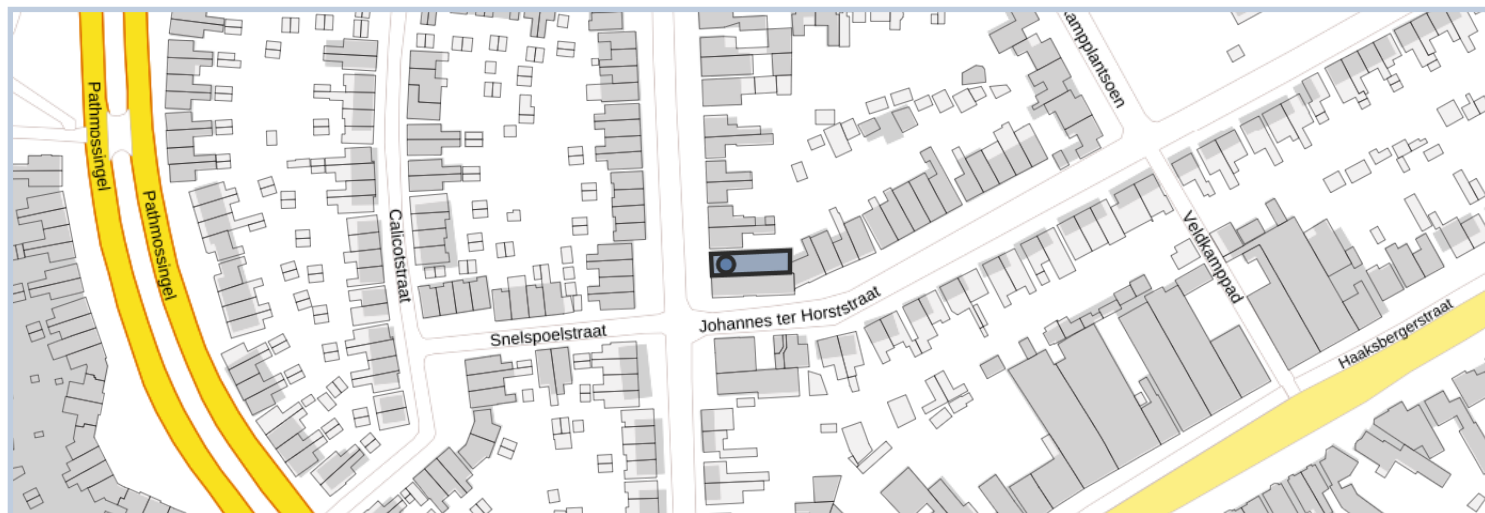 Pathmossingel
Pathmossingel
Calicotstraat
Snelspoelstraat
Johannes ter Horststraat
Veldkamppad
Haaksbergerstraat